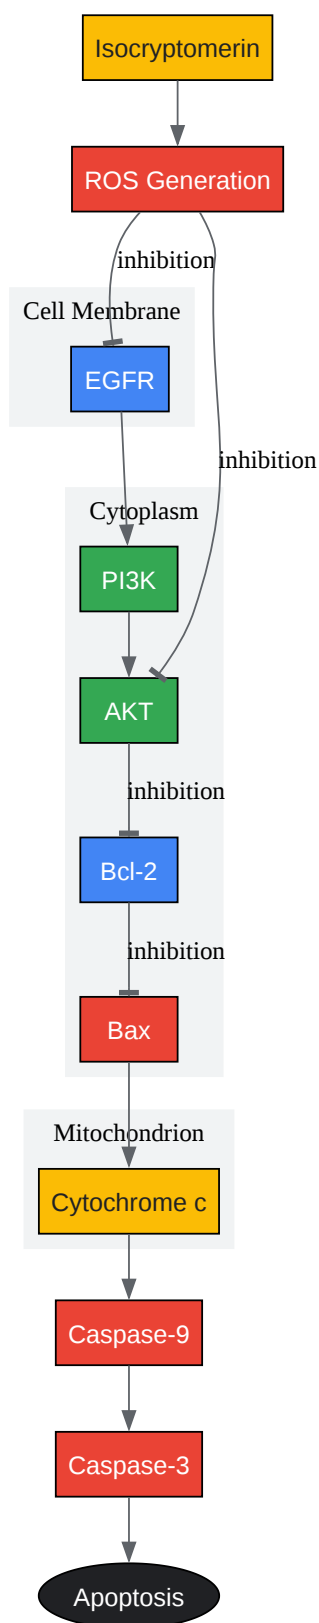 Isocryptomerin
ROS Generation
inhibition
Cell Membrane
EGFR
inhibition
Cytoplasm
PI3K
AKT
inhibition
Bcl-2
inhibition
Bax
Mitochondrion
Cytochrome c
Caspase-9
Caspase-3
Apoptosis